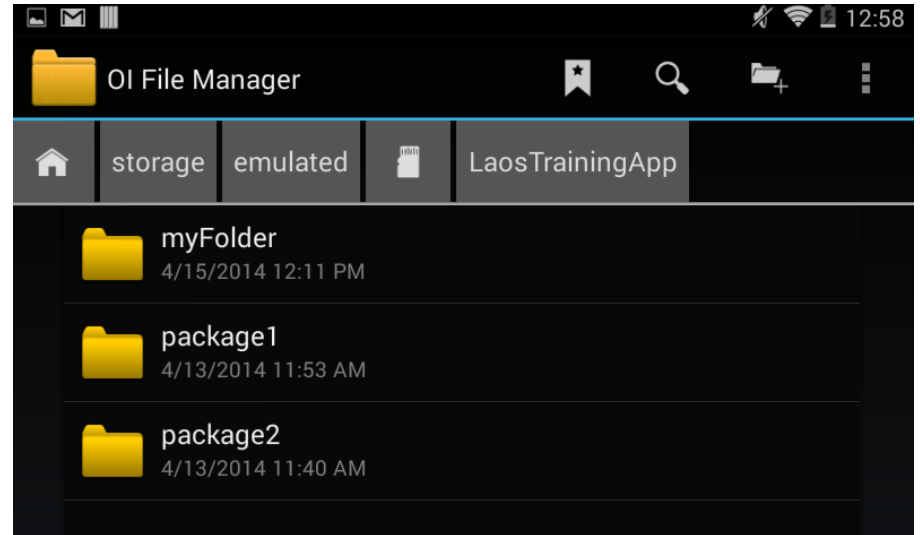 12:58
OI File Manager
storage emulated LaosTrainingApp
myFolder
4/15/2014 12:11 PM
package1
4/13/2014 11:53 AM
package2
4/13/2014 11:40 AM